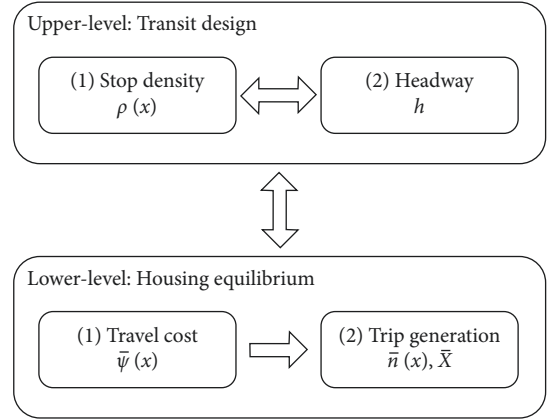 Upper-level: Transit design
(1) Stop density
ρ (x)
(2) Headway
h
Lower-level: Housing equilibrium
(1) Travel cost
ψ̄ (x)
(2) Trip generation
n̄ (x), X̄